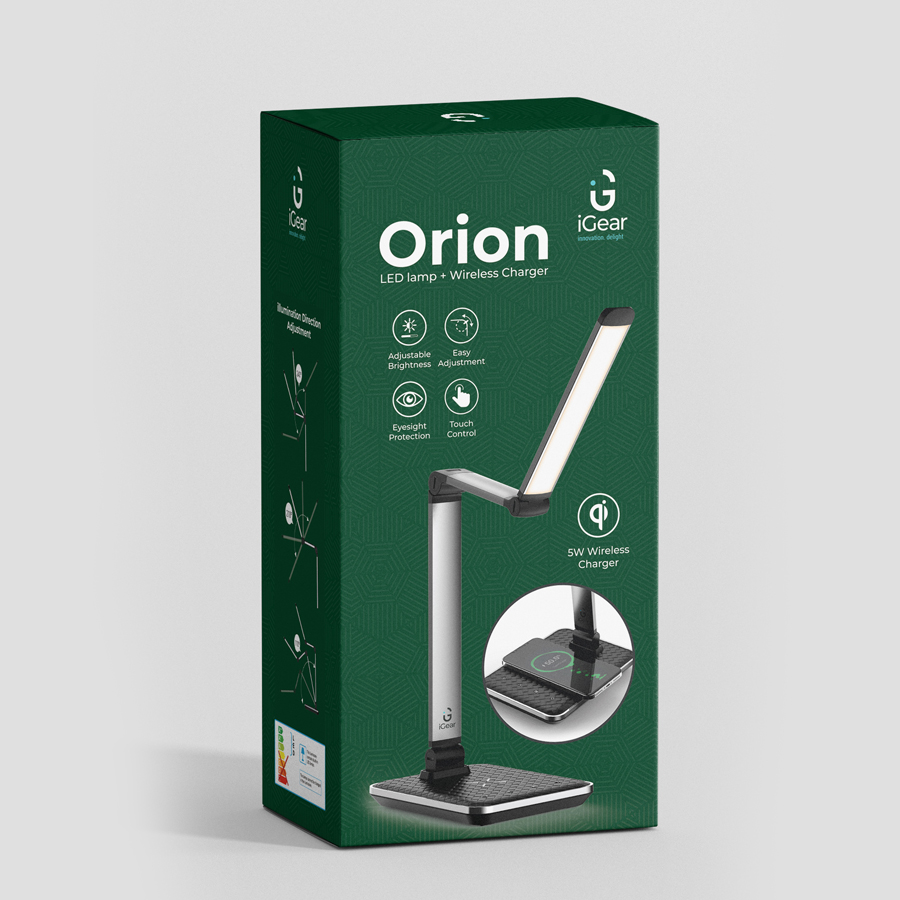 iGear
Orion
LED lamp + Wireless Charger
iGear
innovation. delight
Adjustable
Brightness
Easy
Adjustment
Eyesight
Protection
Touch
Control
5W Wireless
Charger
iGear
Illumination Direction
Adjustment